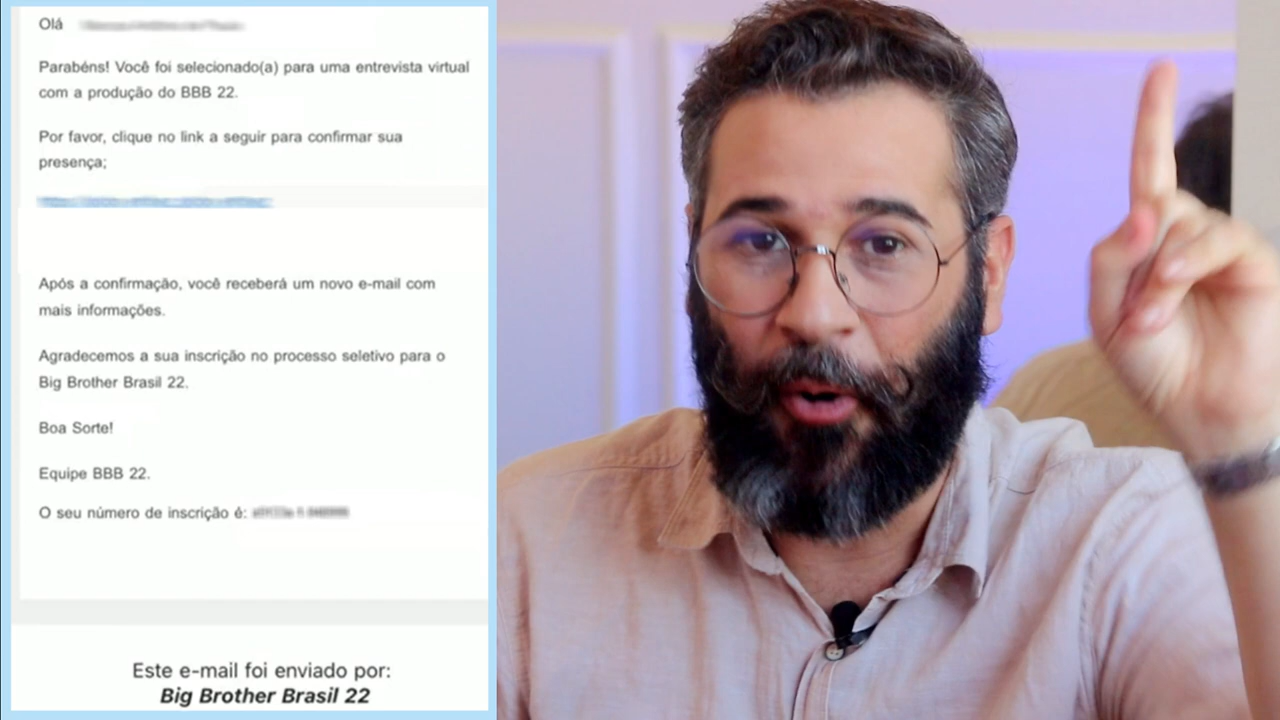 Olá
Parabéns! Você foi selecionado(a) para uma entrevista virtual
com a produção do BBB 22.
Por favor, clique no link a seguir para confirmar sua
presença;
Após a confirmação, você receberá um novo e-mail com
mais informações.
Agradecemos a sua inscrição no processo seletivo para o
Big Brother Brasil 22.
Boa Sorte!
Equipe BBB 22.
O seu número de inscrição é:
Este e-mail foi enviado por:
Big Brother Brasil 22